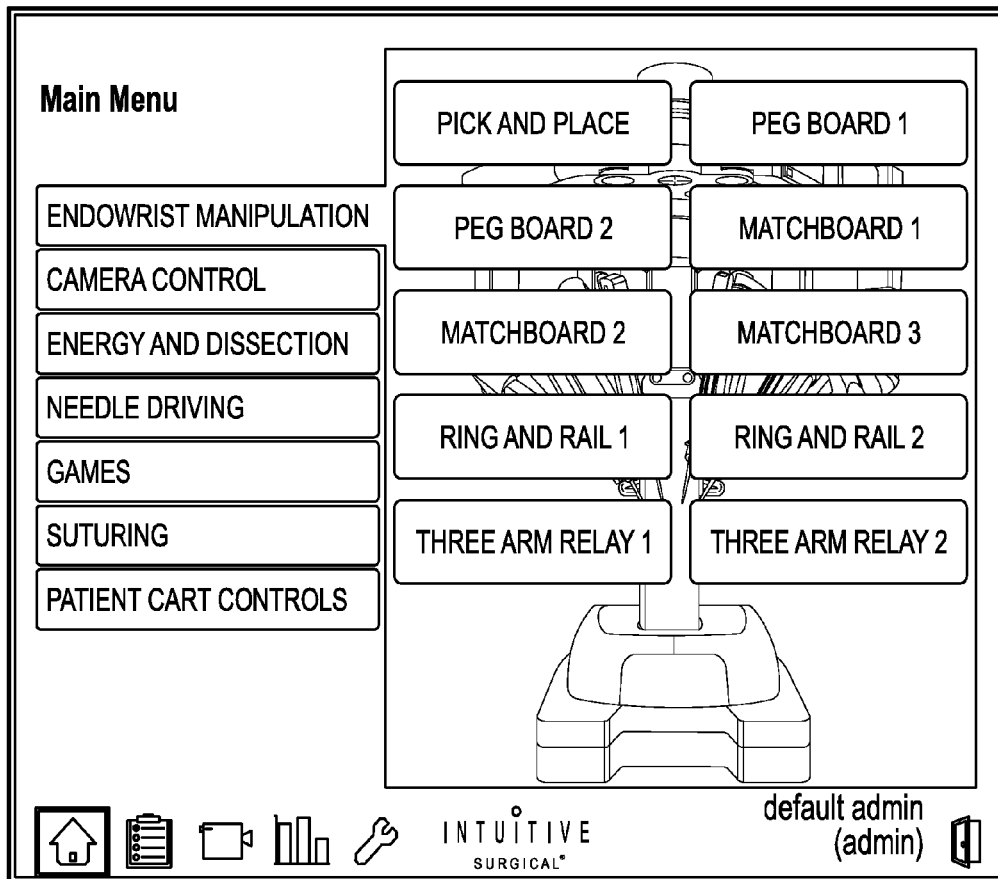 Main Menu
ENDOWRIST MANIPULATION
CAMERA CONTROL
ENERGY AND DISSECTION
NEEDLE DRIVING
GAMES
SUTURING
PATIENT CART CONTROLS
PICK AND PLACE
PEG BOARD 1
PEG BOARD 2
MATCHBOARD 1
MATCHBOARD 2
MATCHBOARD 3
RING AND RAIL 1
RING AND RAIL 2
THREE ARM RELAY 1
THREE ARM RELAY 2
INTUITIVE
SURGICAL®
default admin
(admin)